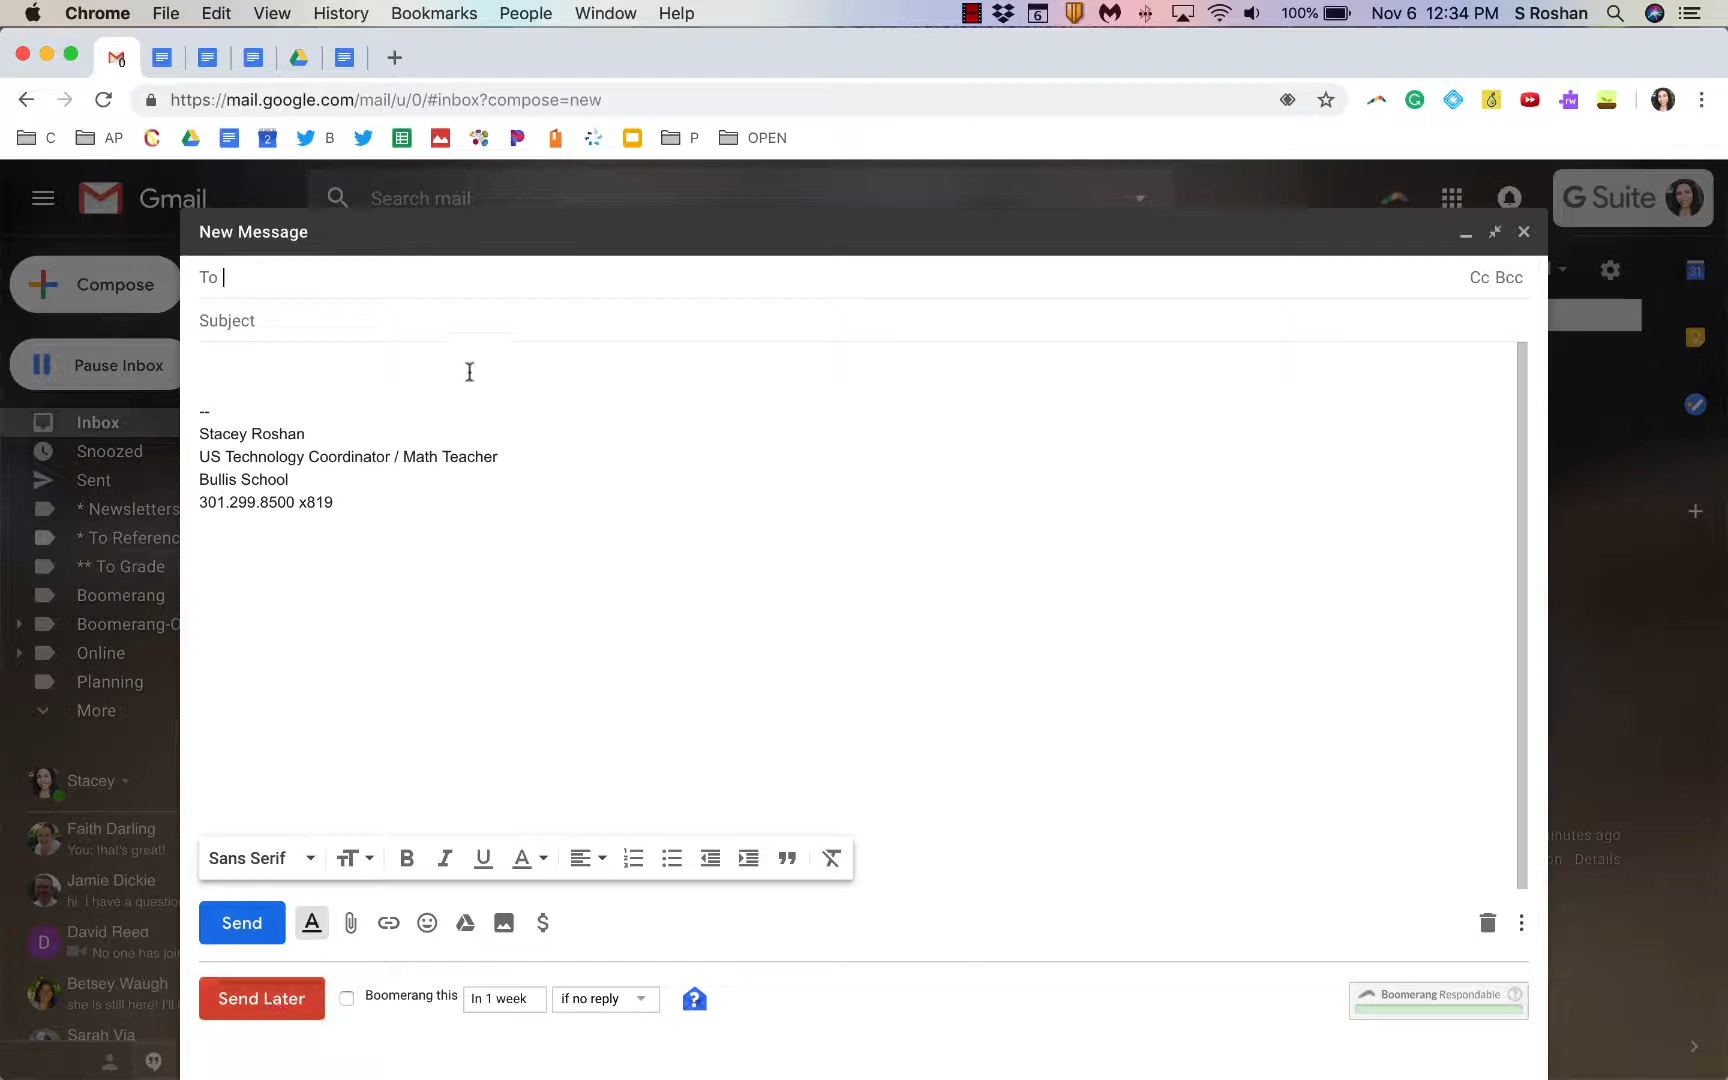 Chrome File Edit View History Bookmarks People Window Help 6 100% Nov 6 12:34 PM S Roshan
https://mail.google.com/mail/u/0/#inbox?compose=new
C AP 2 B P OPEN
Gmail Search mail G Suite
New Message
To Cc Bcc
Compose
31
Subject
Pause Inbox
Inbox
Snoozed
Sent
* Newsletters
* To Referenc
** To Grade
Boomerang
Boomerang-O
Online
Planning
More
--
Stacey Roshan
US Technology Coordinator / Math Teacher
Bullis School
301.299.8500 x819
Stacey
Faith Darling
You: that's great!
Jamie Dickie
hi I have a questio
D David Reed
No one has joi
Betsey Waugh
she is still here! I'll
Sarah Via
inutes ago
on Details
Sans Serif
Send
Send Later Boomerang this In 1 week if no reply
Boomerang Respondable